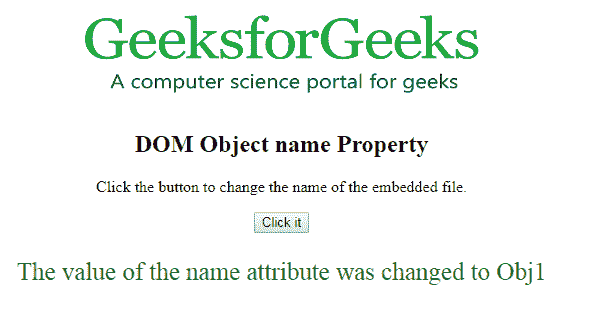 GeeksforGeeks
A computer science portal for geeks
DOM Object name Property
Click the button to change the name of the embedded file.
Click it
The value of the name attribute was changed to Obj1